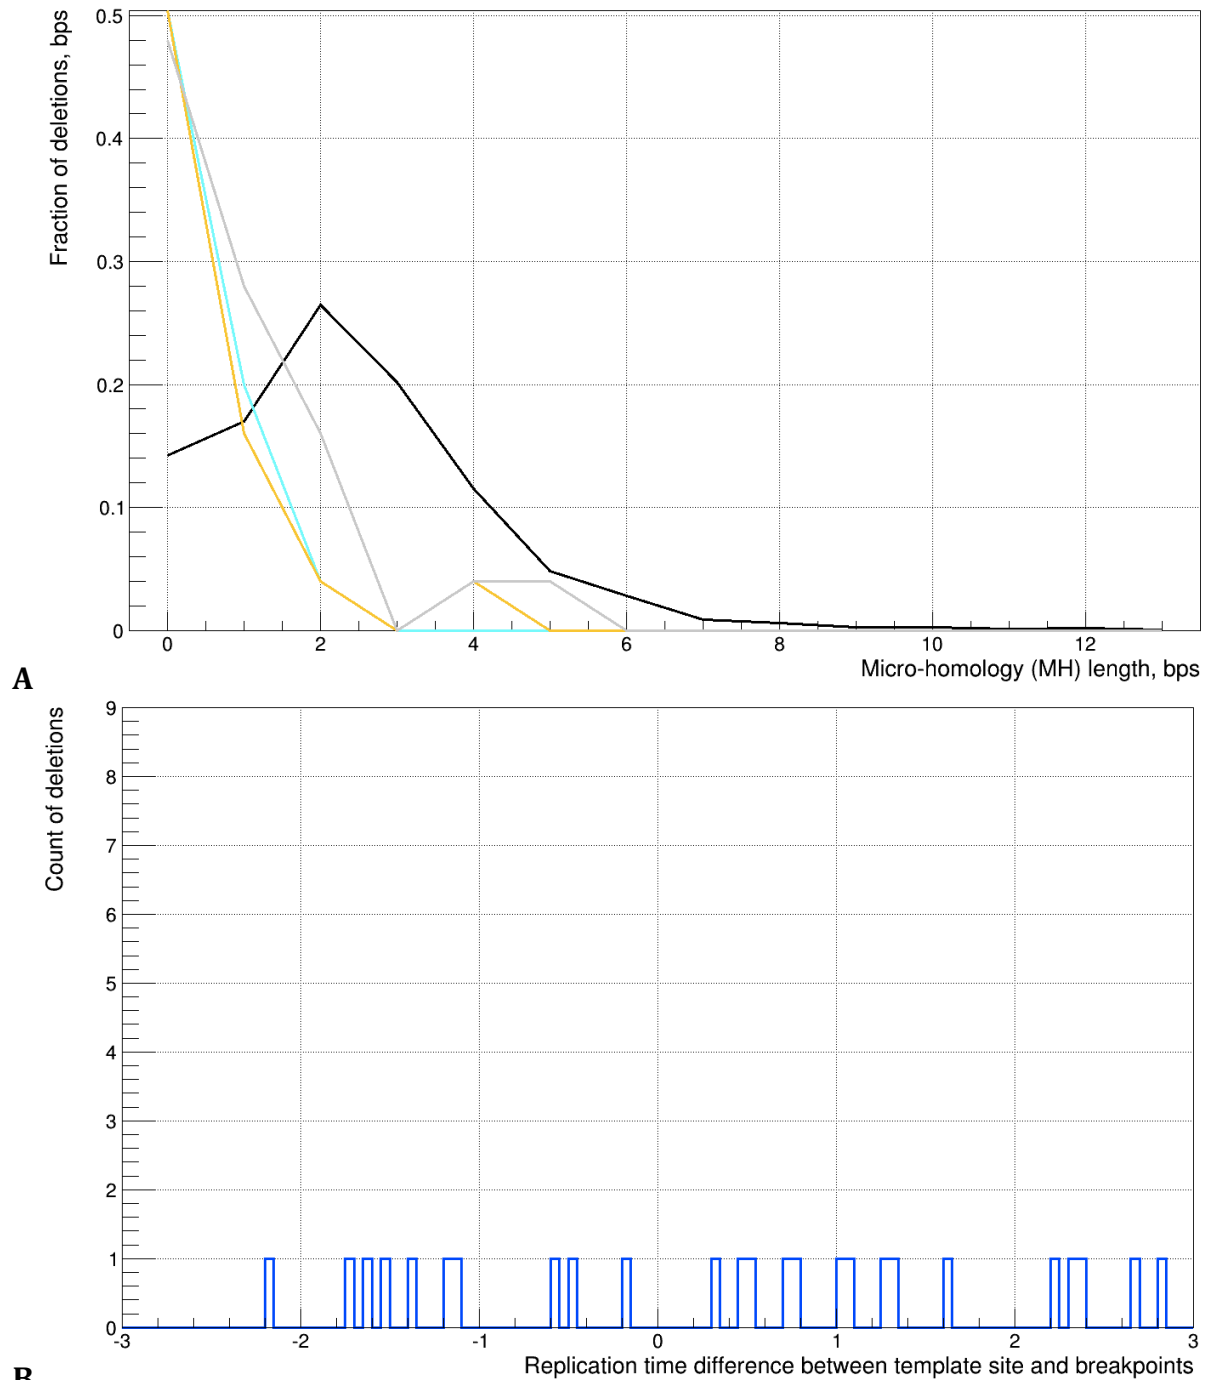 Fraction of deletions, bps
0.5
0.4
0.3
0.2
0.1
0
0 2 4 6 8 10 12
Micro-homology (MH) length, bps
A
Count of deletions
9
8
7
6
5
4
3
2
1
0
-3 -2 -1 0 1 2 3
Replication time difference between template site and breakpoints
B